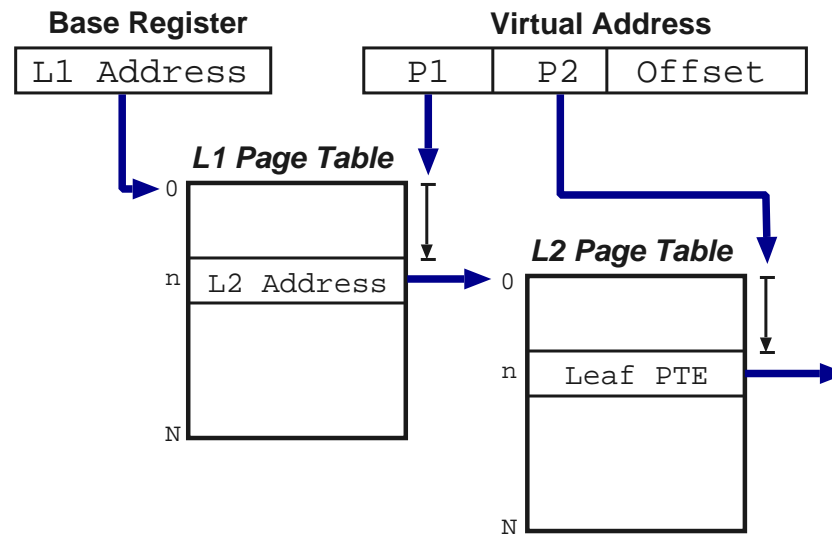 Base Register
Virtual Address
L1 Address
P1 P2 Offset
L1 Page Table
0
n L2 Address
N
L2 Page Table
0
n Leaf PTE
N